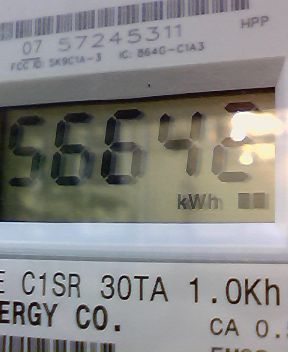 07 57245311
HPP
FCC ID: SK9C1A-3 IC: 864G-C1A3
56642
kWh
C1SR 30TA 1.0Kh
ERGY CO.
CA 0.